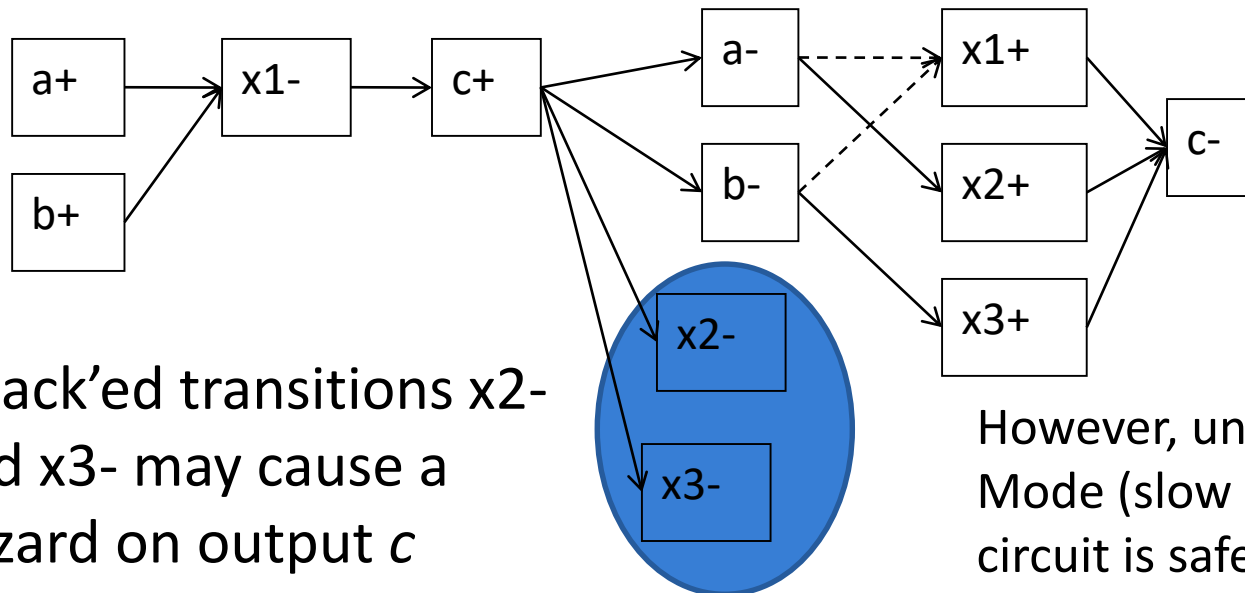 a+
x1-
c+
a-
x1+
c-
b+
b-
x2+
x3+
x2-
x3-
ack'ed transitions x2-
d x3- may cause a
zard on output c
However, un
Mode (slow
circuit is safe